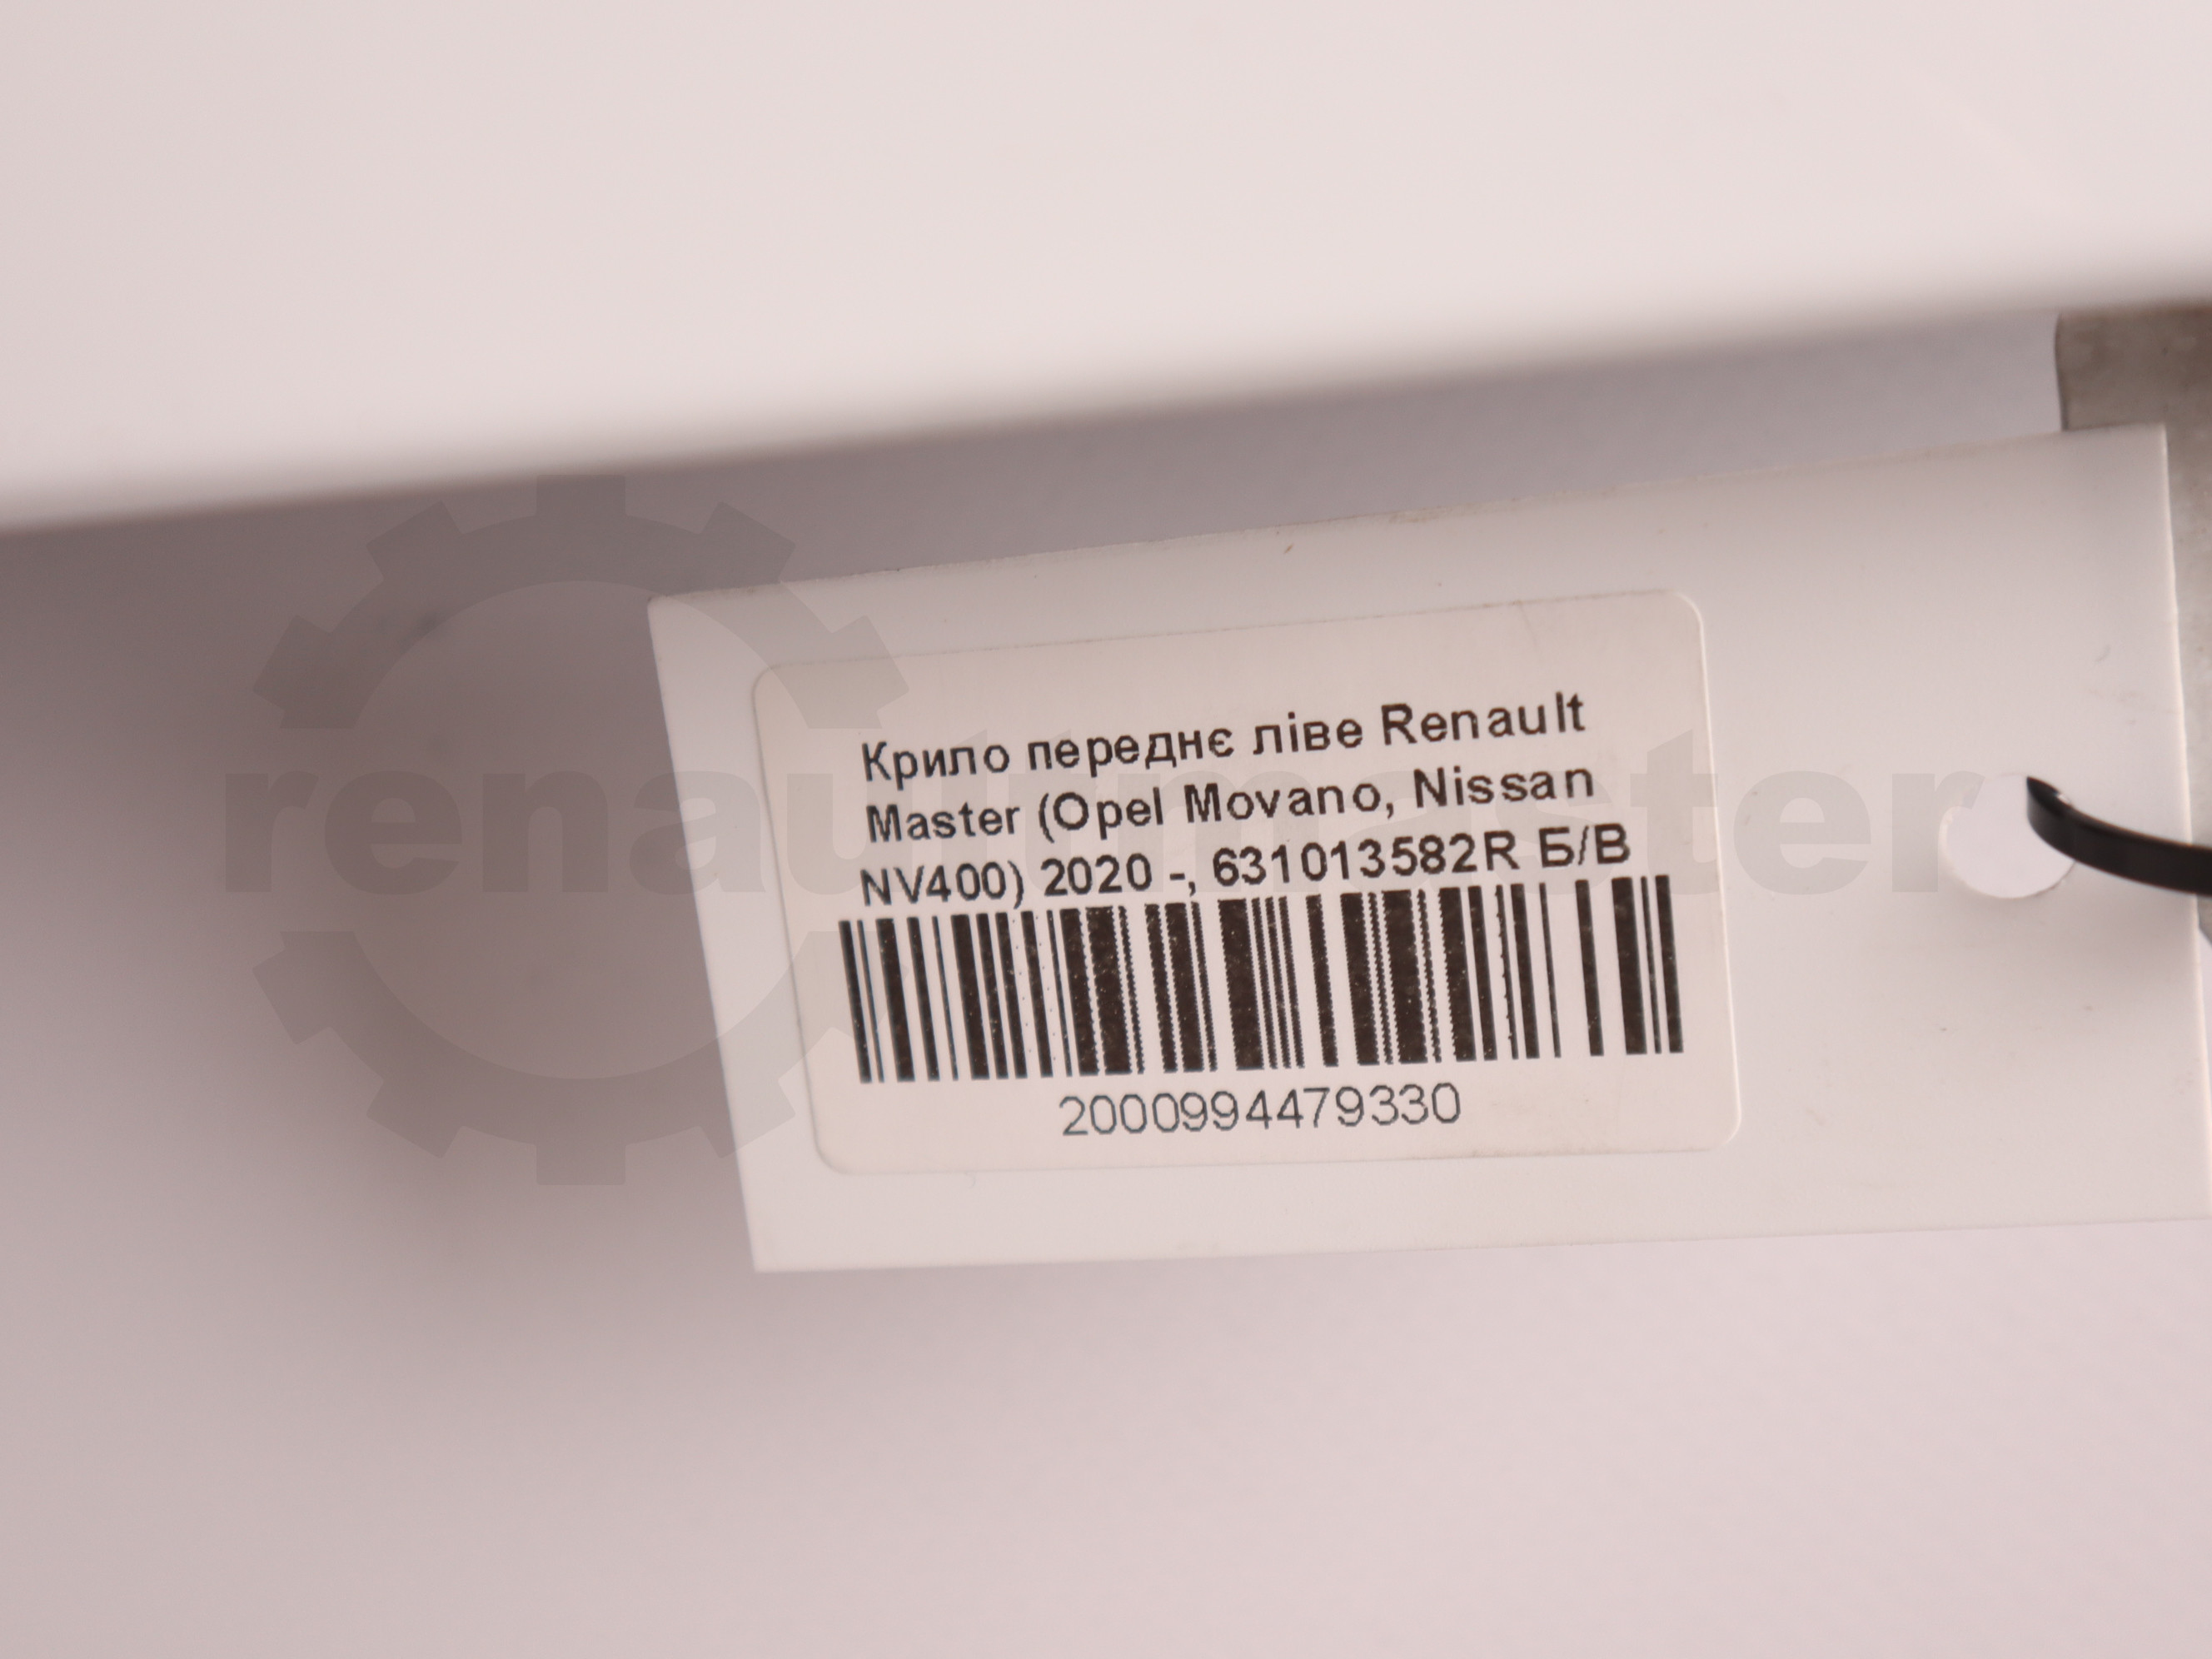 Крило переднє ліве Renault
Master (Opel Movano, Nissan
NV400) 2020 -, 631013582R Б/В
2000994479330
renaultmaster